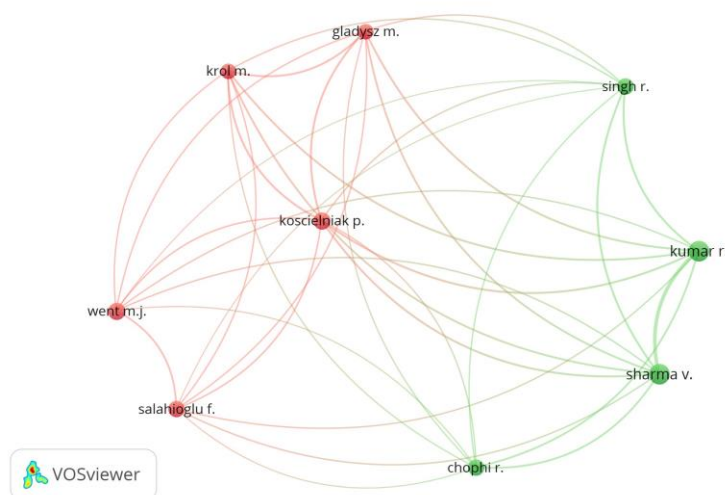 gladysz m.
krol m.
singh r.
koscielniak p.
kumar r
went m.j.
sharma v.
salahioglu f.
chophi r.
VOSviewer